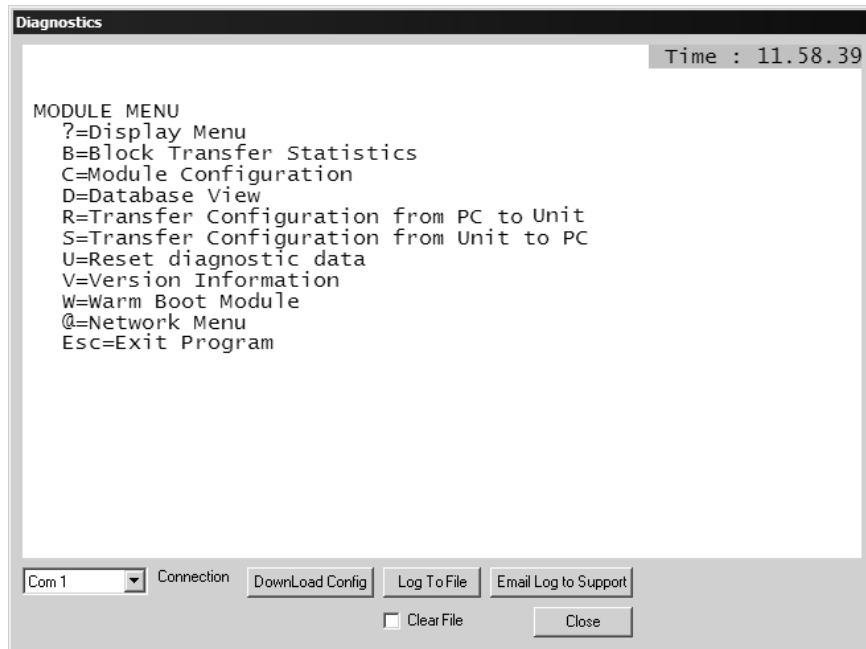 Diagnostics
Time : 11.58.39
MODULE MENU
?=Display Menu
B=Block Transfer Statistics
C=Module Configuration
D=Database View
R=Transfer Configuration from PC to Unit
S=Transfer Configuration from Unit to PC
U=Reset diagnostic data
V=Version Information
W=Warm Boot Module
@=Network Menu
Esc=Exit Program
Com 1 Connection DownLoad Config Log To File Email Log to Support
Clear File Close